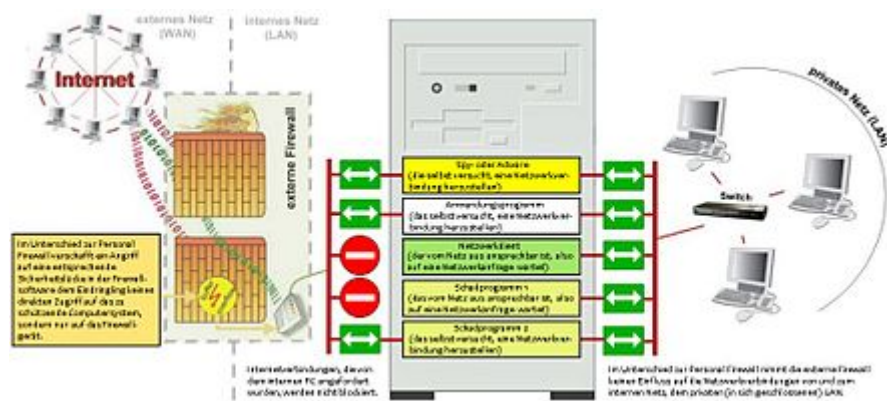 externes Netz
(WAN)
internes Netz
(LAN)
Internet
externe Firewall
Im Unterschied zur Personal
Firewall verschafft ein Angriff
auf eine entsprechende
Sicherheitslücke in der Firewall-
software dem Eindringling keinen
direkten Zugriff auf das zu
schützende Computersystem,
sondern nur auf das Firewall-
gerät.
Spy- oder Adware
(die selbst versucht, eine Netzwerkver-
bindung herzustellen)
Anwendungsprogramm
(das selbst versucht, eine Netzwerkver-
bindung herzustellen)
Netzwerkdienst
(der vom Netz aus ansprechbar ist, also
auf eine Netzwerkanfrage wartet)
Schadprogramm 1
(das vom Netz aus ansprechbar ist, also
auf eine Netzwerkanfrage wartet)
Schadprogramm 2
(das selbst versucht, eine Netzwerkver-
bindung herzustellen)
privates Netz (LAN)
Switch
Internetverbindungen, die von
dem internen PC angefordert
wurden, werden nicht blockiert.
Im Unterschied zur Personal Firewall nimmt die externe Firewall
keinen Einfluss auf die Netzwerkverbindungen von und zum
internen Netz, dem privaten (in sich geschlossenen) LAN.